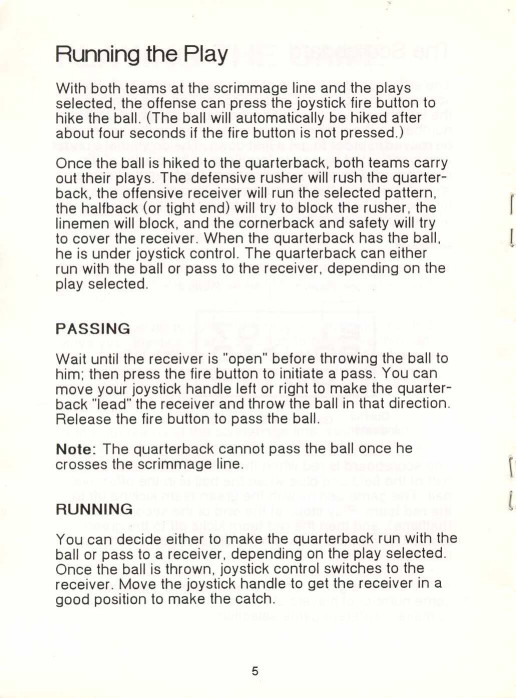 Running the Play
With both teams at the scrimmage line and the plays
selected, the offense can press the joystick fire button to
hike the ball. (The ball will automatically be hiked after
about four seconds if the fire button is not pressed.)
Once the ball is hiked to the quarterback, both teams carry
out their plays. The defensive rusher will rush the quarter-
back, the offensive receiver will run the selected pattern,
the halfback (or tight end) will try to block the rusher, the
linemen will block, and the cornerback and safety will try
to cover the receiver. When the quarterback has the ball,
he is under joystick control. The quarterback can either
run with the ball or pass to the receiver, depending on the
play selected.
PASSING
Wait until the receiver is "open" before throwing the ball to
him; then press the fire button to initiate a pass. You can
move your joystick handle left or right to make the quarter-
back "lead" the receiver and throw the ball in that direction.
Release the fire button to pass the ball.
Note: The quarterback cannot pass the ball once he
crosses the scrimmage line.
RUNNING
You can decide either to make the quarterback run with the
ball or pass to a receiver, depending on the play selected.
Once the ball is thrown, joystick control switches to the
receiver. Move the joystick handle to get the receiver in a
good position to make the catch.
5